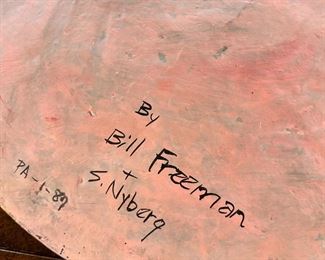 By
Bill Freeman
+
S. Nyberg
PA-1-89